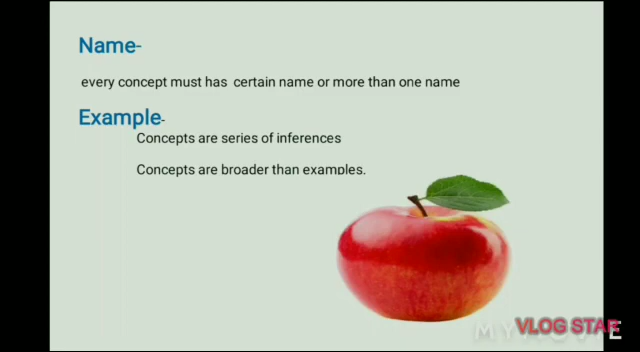 Name-
every concept must has certain name or more than one name
Example-
Concepts are series of inferences
Concepts are broader than examples.
VLOG STAR